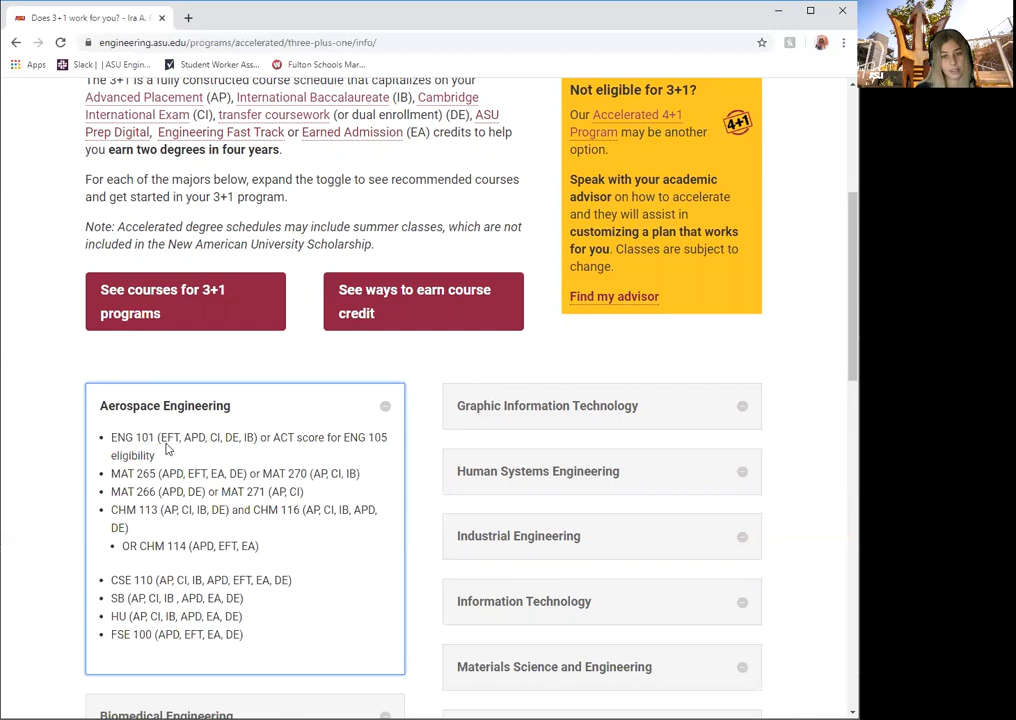 Does 3+1 work for you? - Ira A. F
engineering.asu.edu/programs/accelerated/three-plus-one/info/
Apps
Slack | | ASU Engin...
Student Worker Ass...
Fulton Schools Mar...
The 3+1 is a fully constructed course schedule that capitalizes on your
Advanced Placement (AP), International Baccalaureate (IB), Cambridge
International Exam (CI), transfer coursework (or dual enrollment) (DE), ASU
Prep Digital, Engineering Fast Track or Earned Admission (EA) credits to help
you earn two degrees in four years.
For each of the majors below, expand the toggle to see recommended courses
and get started in your 3+1 program.
Note: Accelerated degree schedules may include summer classes, which are not
included in the New American University Scholarship.
See courses for 3+1
programs
See ways to earn course
credit
Not eligible for 3+1?
Our Accelerated 4+1
Program may be another
option.
4+1
Speak with your academic
advisor on how to accelerate
and they will assist in
customizing a plan that works
for you. Classes are subject to
change.
Find my advisor
Aerospace Engineering
ENG 101 (EFT, APD, CI, DE, IB) or ACT score for ENG 105
eligibility
MAT 265 (APD, EFT, EA, DE) or MAT 270 (AP, CI, IB)
MAT 266 (APD, DE) or MAT 271 (AP, CI)
CHM 113 (AP, CI, IB, DE) and CHM 116 (AP, CI, IB, APD,
DE)
OR CHM 114 (APD, EFT, EA)
CSE 110 (AP, CI, IB, APD, EFT, EA, DE)
SB (AP, CI, IB , APD, EA, DE)
HU (AP, CI, IB, APD, EA, DE)
FSE 100 (APD, EFT, EA, DE)
Biomedical Engineering
Graphic Information Technology
Human Systems Engineering
Industrial Engineering
Information Technology
Materials Science and Engineering
ASU